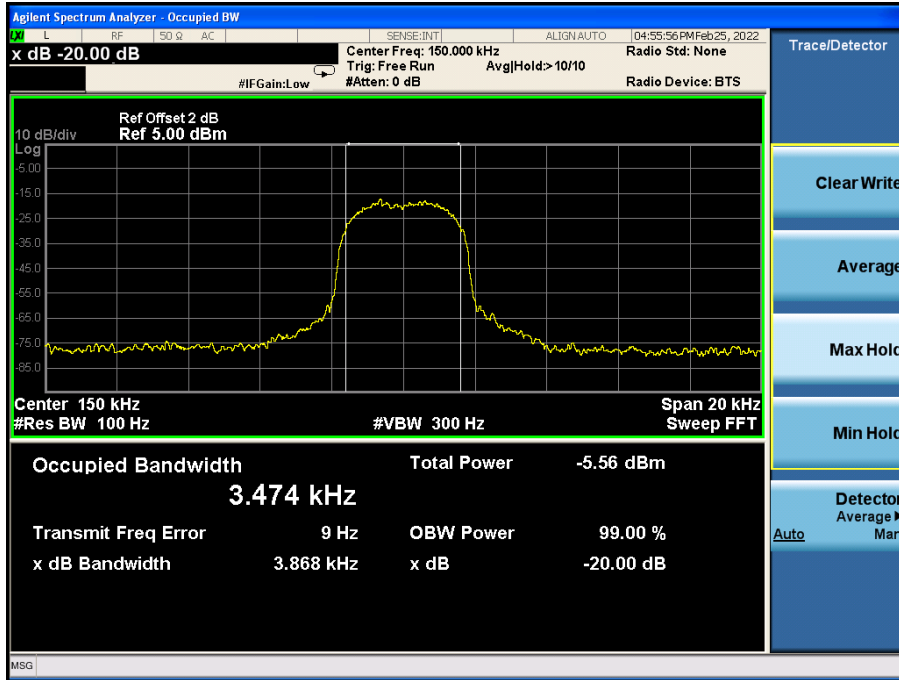 Agilent Spectrum Analyzer - Occupied BW
LXI L RF 50 Ω AC SENSE:INT ALIGN AUTO 04:55:56 PM Feb 25, 2022
x dB -20.00 dB
Center Freq: 150.000 kHz
Radio Std: None
Trig: Free Run Avg|Hold:> 10/10
#IFGain:Low #Atten: 0 dB Radio Device: BTS
Trace/Detector
Ref Offset 2 dB
10 dB/div Ref 5.00 dBm
Log
-5.00
-15.0
-25.0
-35.0
-45.0
-55.0
-65.0
-75.0
-85.0
Center 150 kHz Span 20 kHz
#Res BW 100 Hz #VBW 300 Hz Sweep FFT
Occupied Bandwidth Total Power -5.56 dBm
3.474 kHz
Transmit Freq Error 9 Hz OBW Power 99.00 %
x dB Bandwidth 3.868 kHz x dB -20.00 dB
Clear Write
Average
Max Hold
Min Hold
Detector
Average
Auto Man
MSG